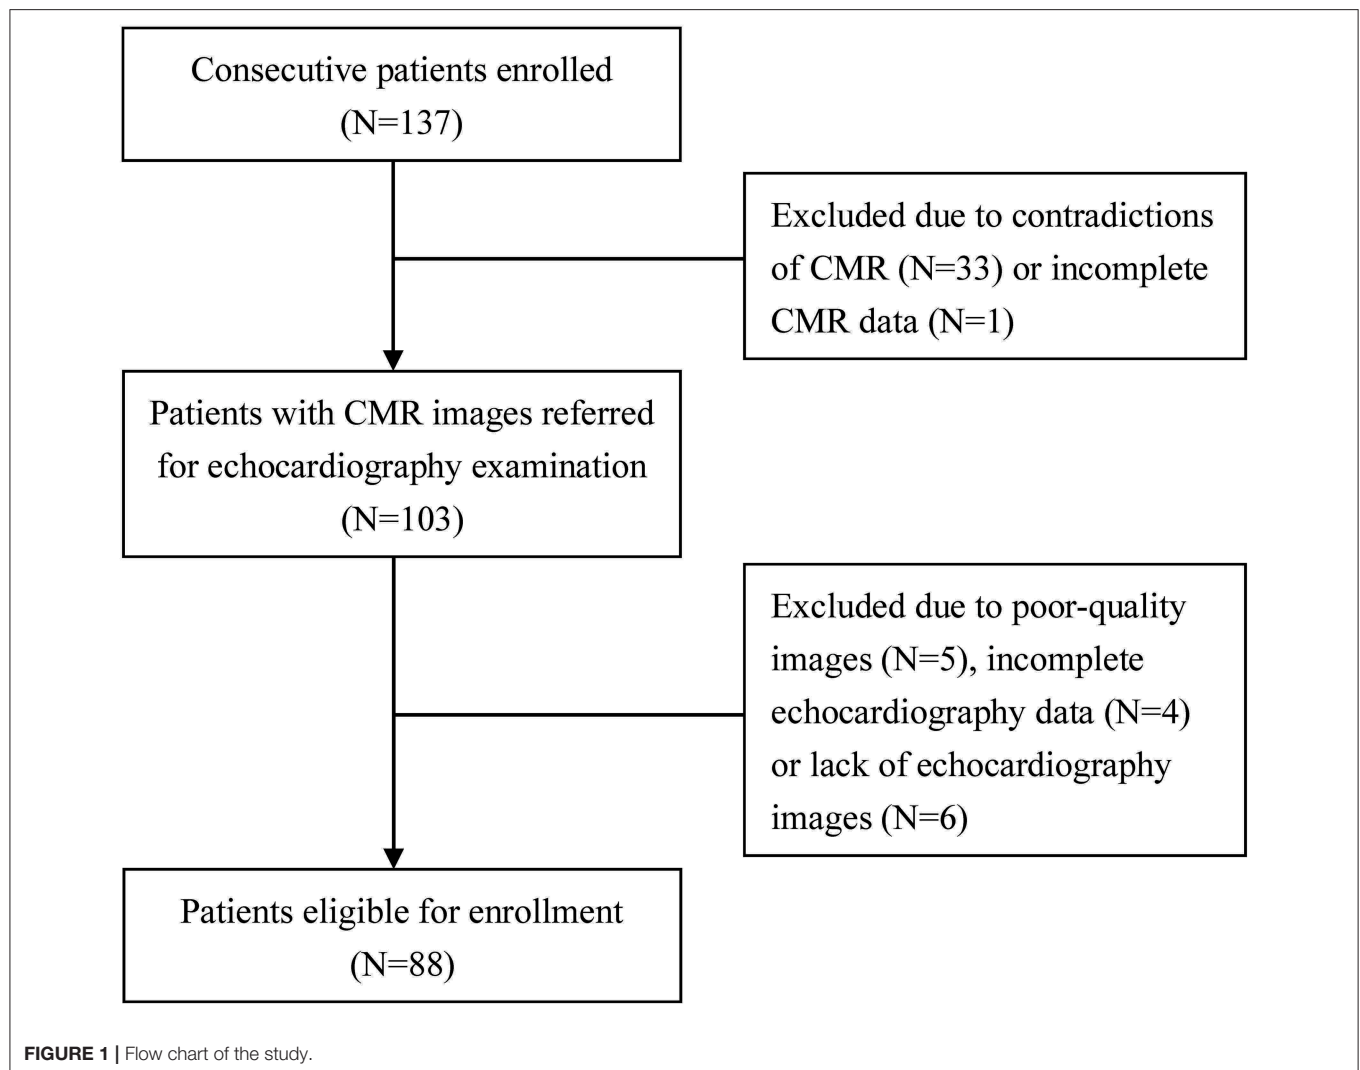 Consecutive patients enrolled
(N=137)
Excluded due to contradictions
of CMR (N=33) or incomplete
CMR data (N=1)
Patients with CMR images referred
for echocardiography examination
(N=103)
Excluded due to poor-quality
images (N=5), incomplete
echocardiography data (N=4)
or lack of echocardiography
images (N=6)
Patients eligible for enrollment
(N=88)
FIGURE 1 | Flow chart of the study.